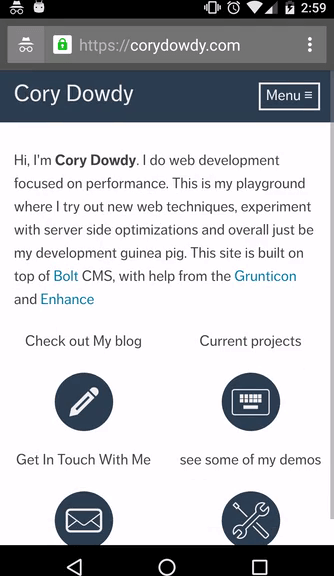 2:59
https://corydowdy.com
Cory Dowdy
Menu ≡
Hi, I'm Cory Dowdy. I do web development
focused on performance. This is my playground
where I try out new web techniques, experiment
with server side optimizations and overall just be
my development guinea pig. This site is built on
top of Bolt CMS, with help from the Grunticon
and Enhance
Check out My blog
Current projects
Get In Touch With Me
see some of my demos